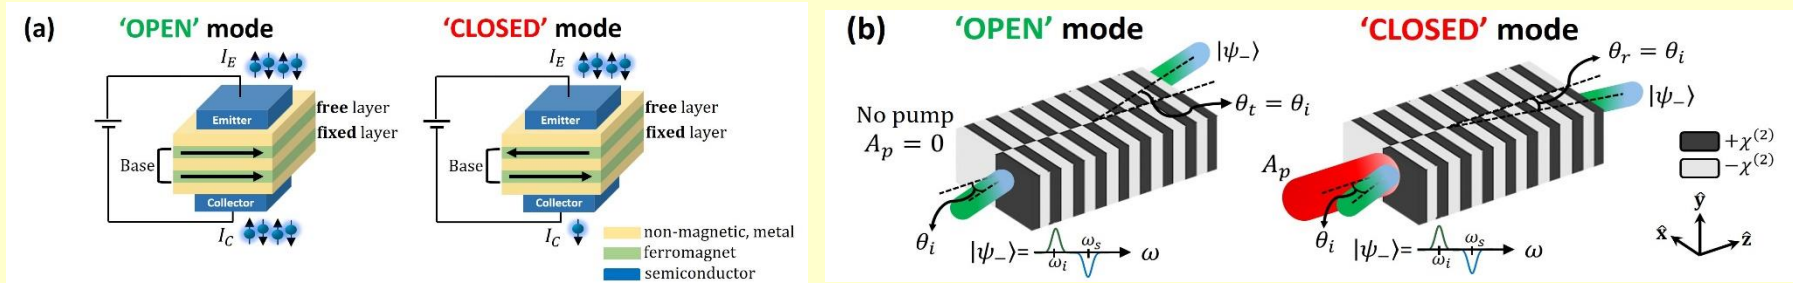 (a)
‘OPEN’ mode
I_E
Emitter
free layer
fixed layer
Base
Collector
I_C
‘CLOSED’ mode
I_E
Emitter
free layer
fixed layer
Base
Collector
I_C
non-magnetic, metal
ferromagnet
semiconductor
(b)
‘OPEN’ mode
|ψ₋⟩
θ_t = θ_i
No pump
A_p = 0
θ_i
|ψ₋⟩=
ω_i
ω_s
ω
‘CLOSED’ mode
θ_r = θ_i
|ψ₋⟩
A_p
θ_i
|ψ₋⟩=
ω_i
ω_s
ω
+χ⁽²⁾
−χ⁽²⁾
ŷ
x̂
ẑ